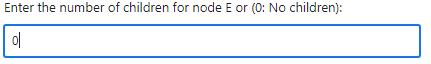 Enter the number of children for node E or (0: No children):
0